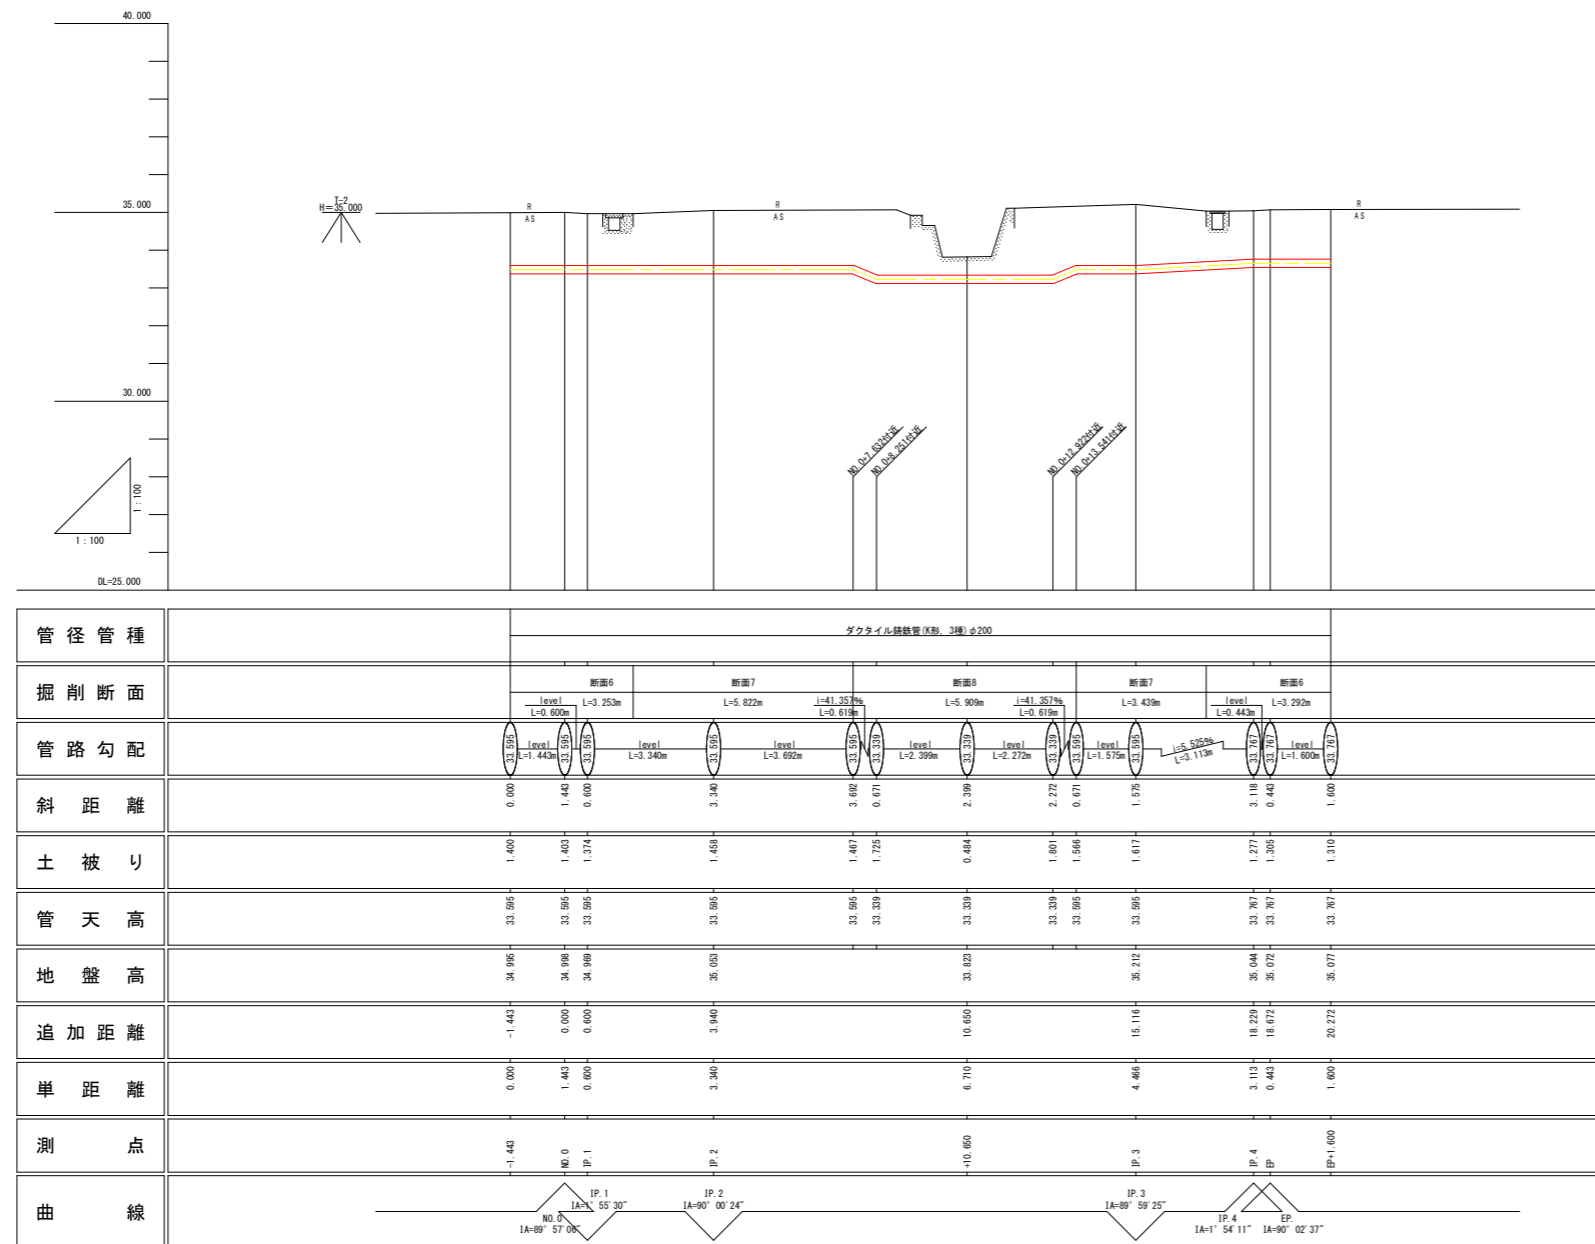 40.000
35.000
30.000
DL=25.000
T-2
H=35.000
1 : 100
1 : 100
R
AS
R
AS
R
AS
NO.0+7.632付近
NO.0+8.251付近
NO.0+12.922付近
NO.0+13.541付近
管径管種
ダクタイル鋳鉄管(K形、3種)φ200
掘削断面
断面6
断面7
断面8
断面7
断面6
L=3.253m
L=5.822m
L=5.909m
L=3.439m
L=3.292m
level
L=0.600m
i=41.357%
L=0.619m
i=41.357%
L=0.619m
level
L=0.443m
管路勾配
33.595
33.595
33.595
33.595
33.595
33.339
33.339
33.339
33.595
33.595
33.767
33.767
33.767
level
L=1.443m
level
L=3.340m
level
L=3.692m
level
L=2.399m
level
L=2.272m
level
L=1.575m
i=5.525%
L=3.113m
level
L=1.600m
斜距離
0.000
1.443
0.600
3.340
3.692
0.671
2.399
2.272
0.671
1.575
3.118
0.443
1.600
土被り
1.400
1.403
1.374
1.458
1.467
1.725
0.484
1.801
1.566
1.617
1.277
1.305
1.310
管天高
33.595
33.595
33.595
33.595
33.595
33.339
33.339
33.339
33.595
33.595
33.767
33.767
33.767
地盤高
34.995
34.998
34.969
35.053
33.823
35.212
35.044
35.072
35.077
追加距離
-1.443
0.000
0.600
3.940
10.650
15.116
18.229
18.672
20.272
単距離
0.000
1.443
0.600
3.340
6.710
4.466
3.113
0.443
1.600
測点
-1.443
NO.0
IP.1
IP.2
+10.650
IP.3
IP.4
EP
EP+1.600
曲線
NO.0
IA=89° 57' 06"
IP.1
IA=1° 55' 30"
IP.2
IA=90° 00' 24"
IP.3
IA=89° 59' 25"
IP.4
IA=1° 54' 11"
EP.
IA=90° 02' 37"